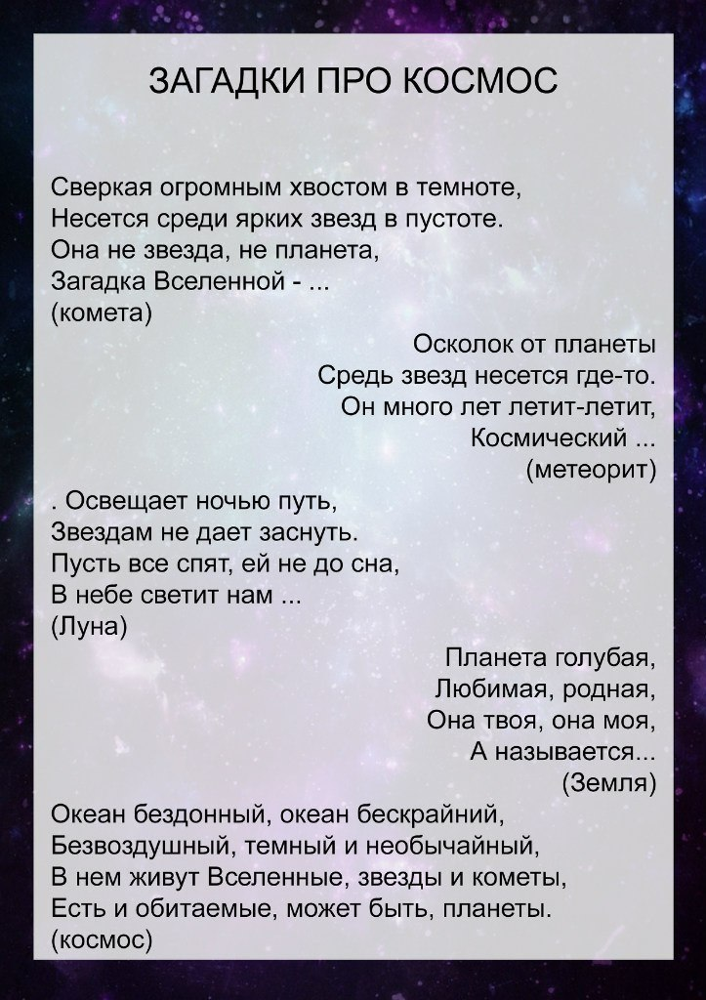 ЗАГАДКИ ПРО КОСМОС
Сверкая огромным хвостом в темноте,
Несется среди ярких звезд в пустоте.
Она не звезда, не планета,
Загадка Вселенной - ...
(комета)
Осколок от планеты
Средь звезд несется где-то.
Он много лет летит-летит,
Космический ...
(метеорит)
. Освещает ночью путь,
Звездам не дает заснуть.
Пусть все спят, ей не до сна,
В небе светит нам ...
(Луна)
Планета голубая,
Любимая, родная,
Она твоя, она моя,
А называется...
(Земля)
Океан бездонный, океан бескрайний,
Безвоздушный, темный и необычайный,
В нем живут Вселенные, звезды и кометы,
Есть и обитаемые, может быть, планеты.
(космос)